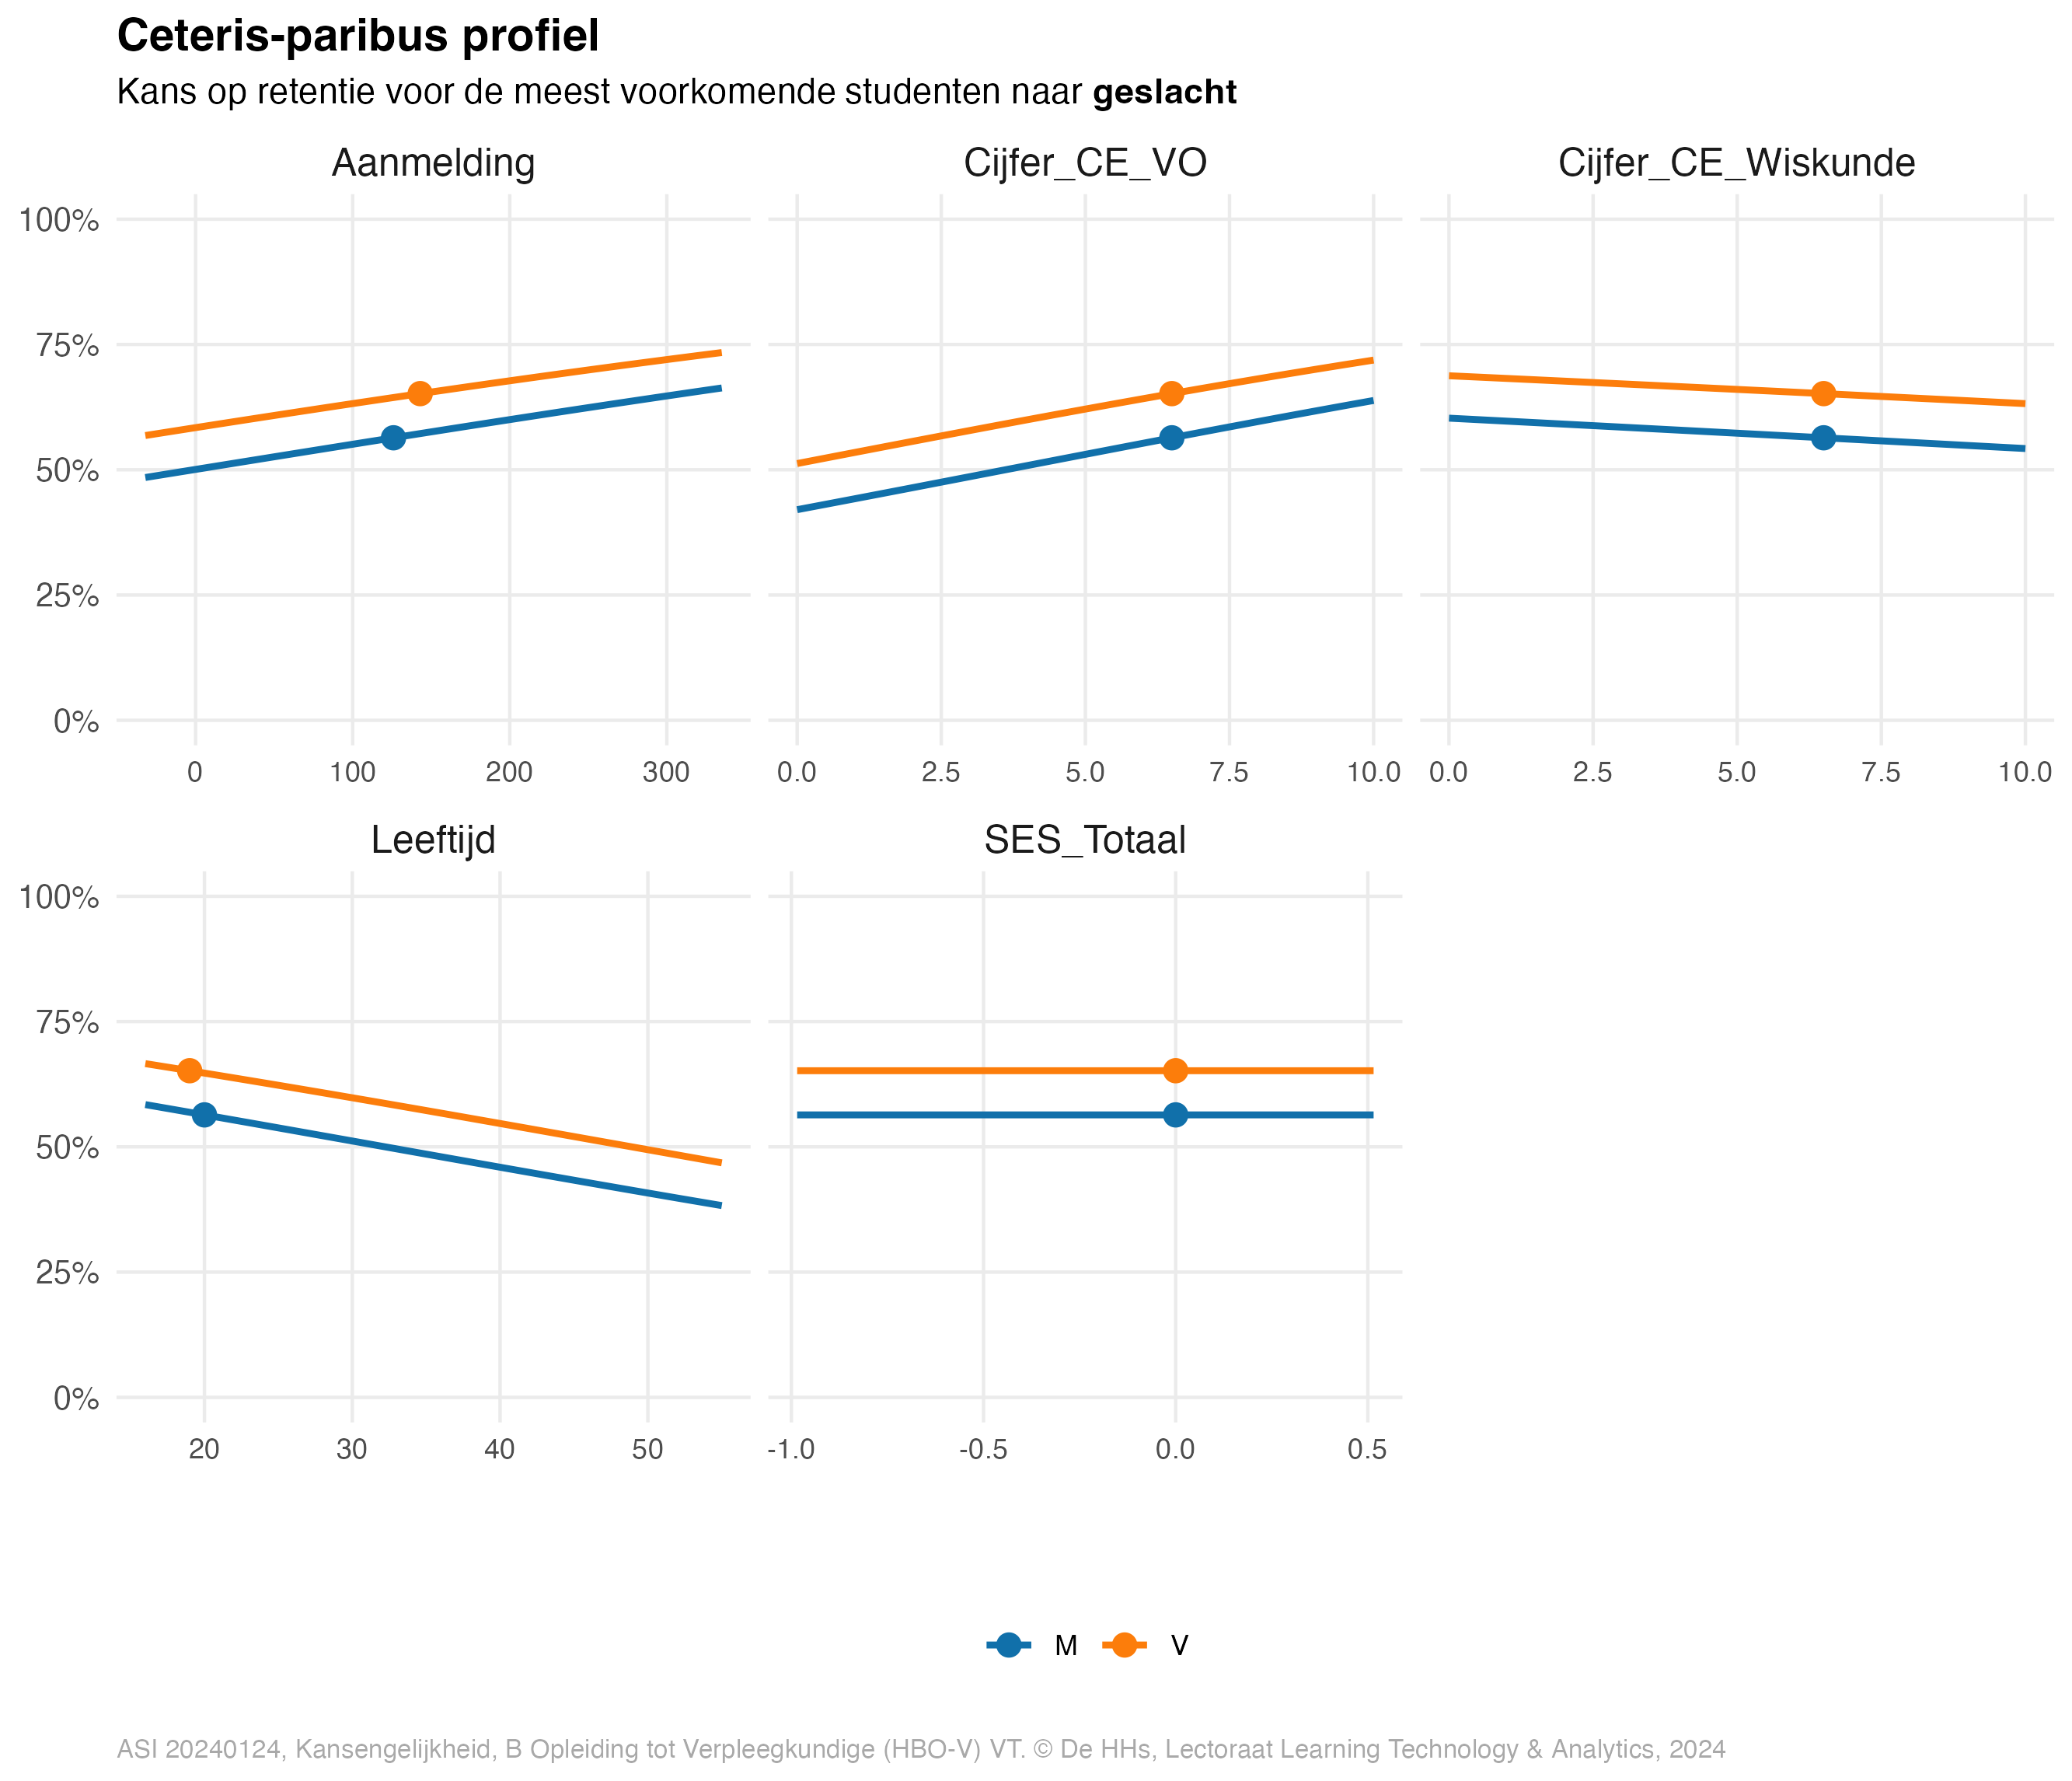 Ceteris-paribus profiel
Kans op retentie voor de meest voorkomende studenten naar geslacht
Aanmelding
Cijfer_CE_VO
Cijfer_CE_Wiskunde
100%
75%
50%
25%
0%
0 100 200 300
0.0 2.5 5.0 7.5 10.0
0.0 2.5 5.0 7.5 10.0
Leeftijd
SES_Totaal
100%
75%
50%
25%
0%
20 30 40 50
-1.0 -0.5 0.0 0.5
M V
ASI 20240124, Kansengelijkheid, B Opleiding tot Verpleegkundige (HBO-V) VT. © De HHs, Lectoraat Learning Technology & Analytics, 2024